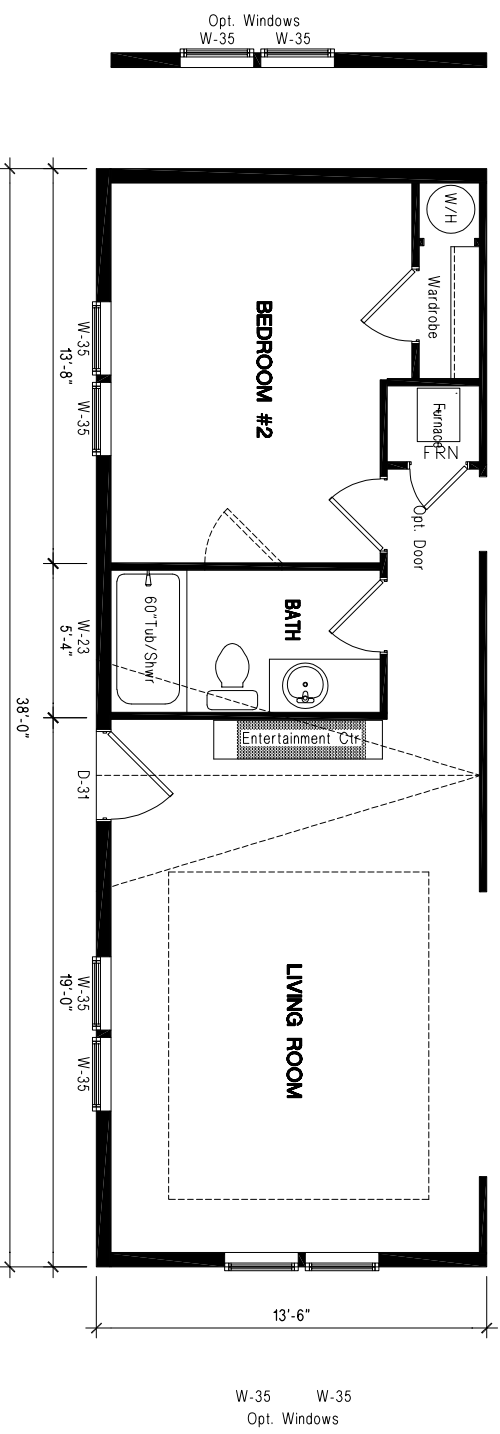 Opt. Windows
W-35 W-35
W/H
Wardrobe
BEDROOM #2
W-35
13'-8"
W-35
Furnace
FRN
Opt. Door
BATH
60"Tub/Shwr
W-23
5'-4"
38'-0"
Entertainment Ctr
D-31
LIVING ROOM
W-35
19'-0"
W-35
13'-6"
W-35 W-35
Opt. Windows